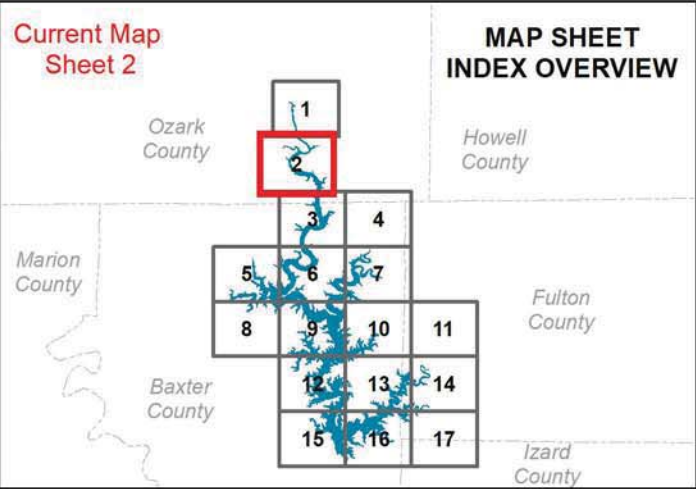 Current Map
Sheet 2
MAP SHEET
INDEX OVERVIEW
1
Ozark
County
Howell
County
2
3
4
Marion
County
5
6
7
Fulton
County
8
9
10
11
Baxter
County
12
13
14
15
16
17
Izard
County